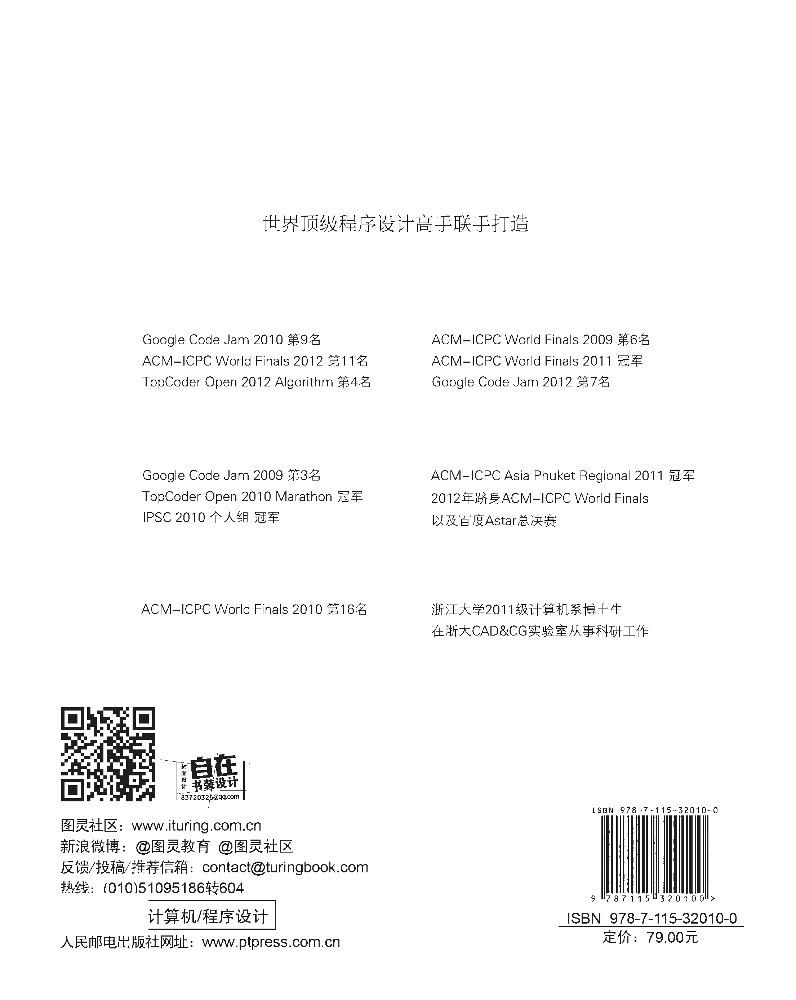 世界顶级程序设计高手联手打造
Google Code Jam 2010 第9名
ACM-ICPC World Finals 2012 第11名
TopCoder Open 2012 Algorithm 第4名
ACM-ICPC World Finals 2009 第6名
ACM-ICPC World Finals 2011 冠军
Google Code Jam 2012 第7名
Google Code Jam 2009 第3名
TopCoder Open 2010 Marathon 冠军
IPSC 2010 个人组 冠军
ACM-ICPC Asia Phuket Regional 2011 冠军
2012年跻身ACM-ICPC World Finals
以及百度Astar总决赛
ACM-ICPC World Finals 2010 第16名
浙江大学2011级计算机系博士生
在浙大CAD&CG实验室从事科研工作
封面设计
自在
书装设计
83720326@qq.com
图灵社区：www.ituring.com.cn
新浪微博：@图灵教育 @图灵社区
反馈/投稿/推荐信箱：contact@turingbook.com
热线：(010)51095186转604
计算机/程序设计
人民邮电出版社网址：www.ptpress.com.cn
ISBN 978-7-115-32010-0
9 787115 320100 >
ISBN 978-7-115-32010-0
定价：79.00元